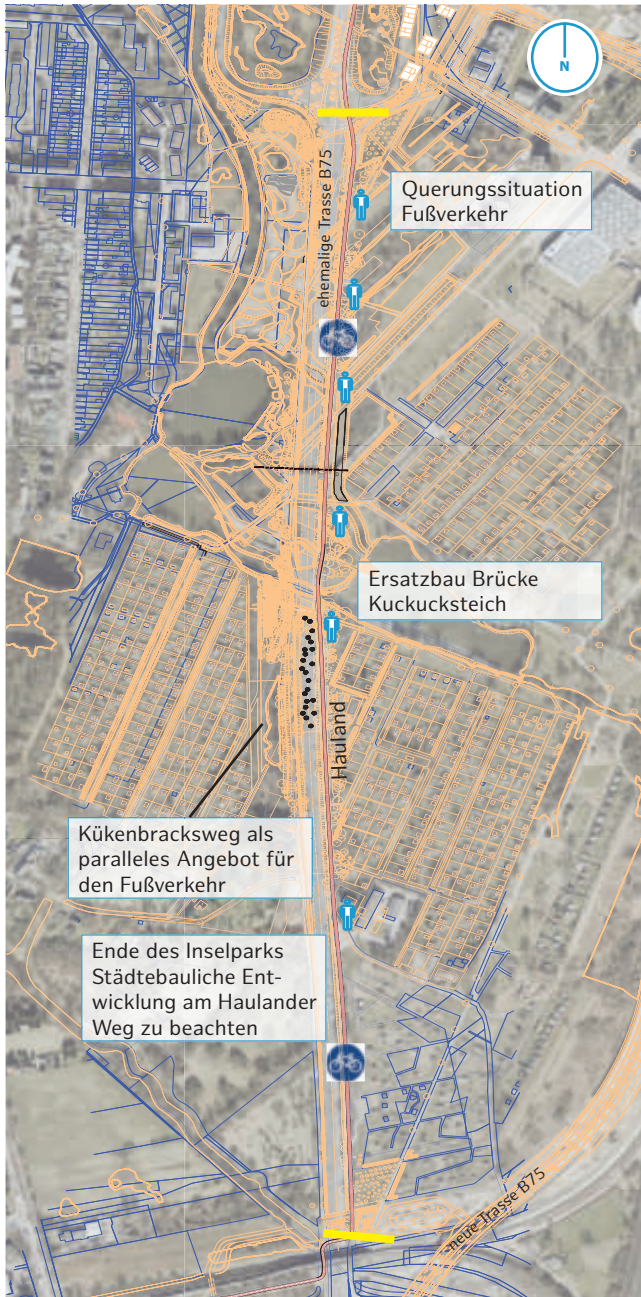 N
ehemalige Trasse B75
Querungssituation
Fußverkehr
Ersatzbau Brücke
Kuckucksteich
Hauland
Kükenbracksweg als
paralleles Angebot für
den Fußverkehr
Ende des Inselparks
Städtebauliche Ent-
wicklung am Haulander
Weg zu beachten
neue Trasse B75